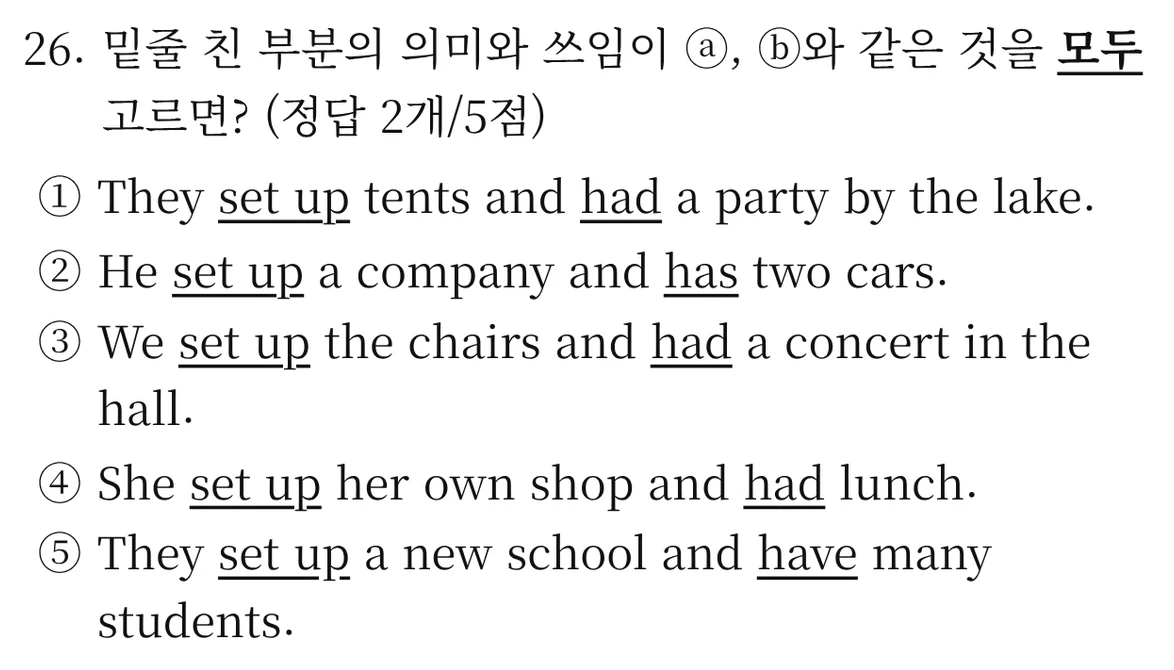 26. 밑줄 친 부분의 의미와 쓰임이 ⓐ, ⓑ와 같은 것을 모두
고르면? (정답 2개/5점)
① They set up tents and had a party by the lake.
② He set up a company and has two cars.
③ We set up the chairs and had a concert in the
hall.
④ She set up her own shop and had lunch.
⑤ They set up a new school and have many
students.